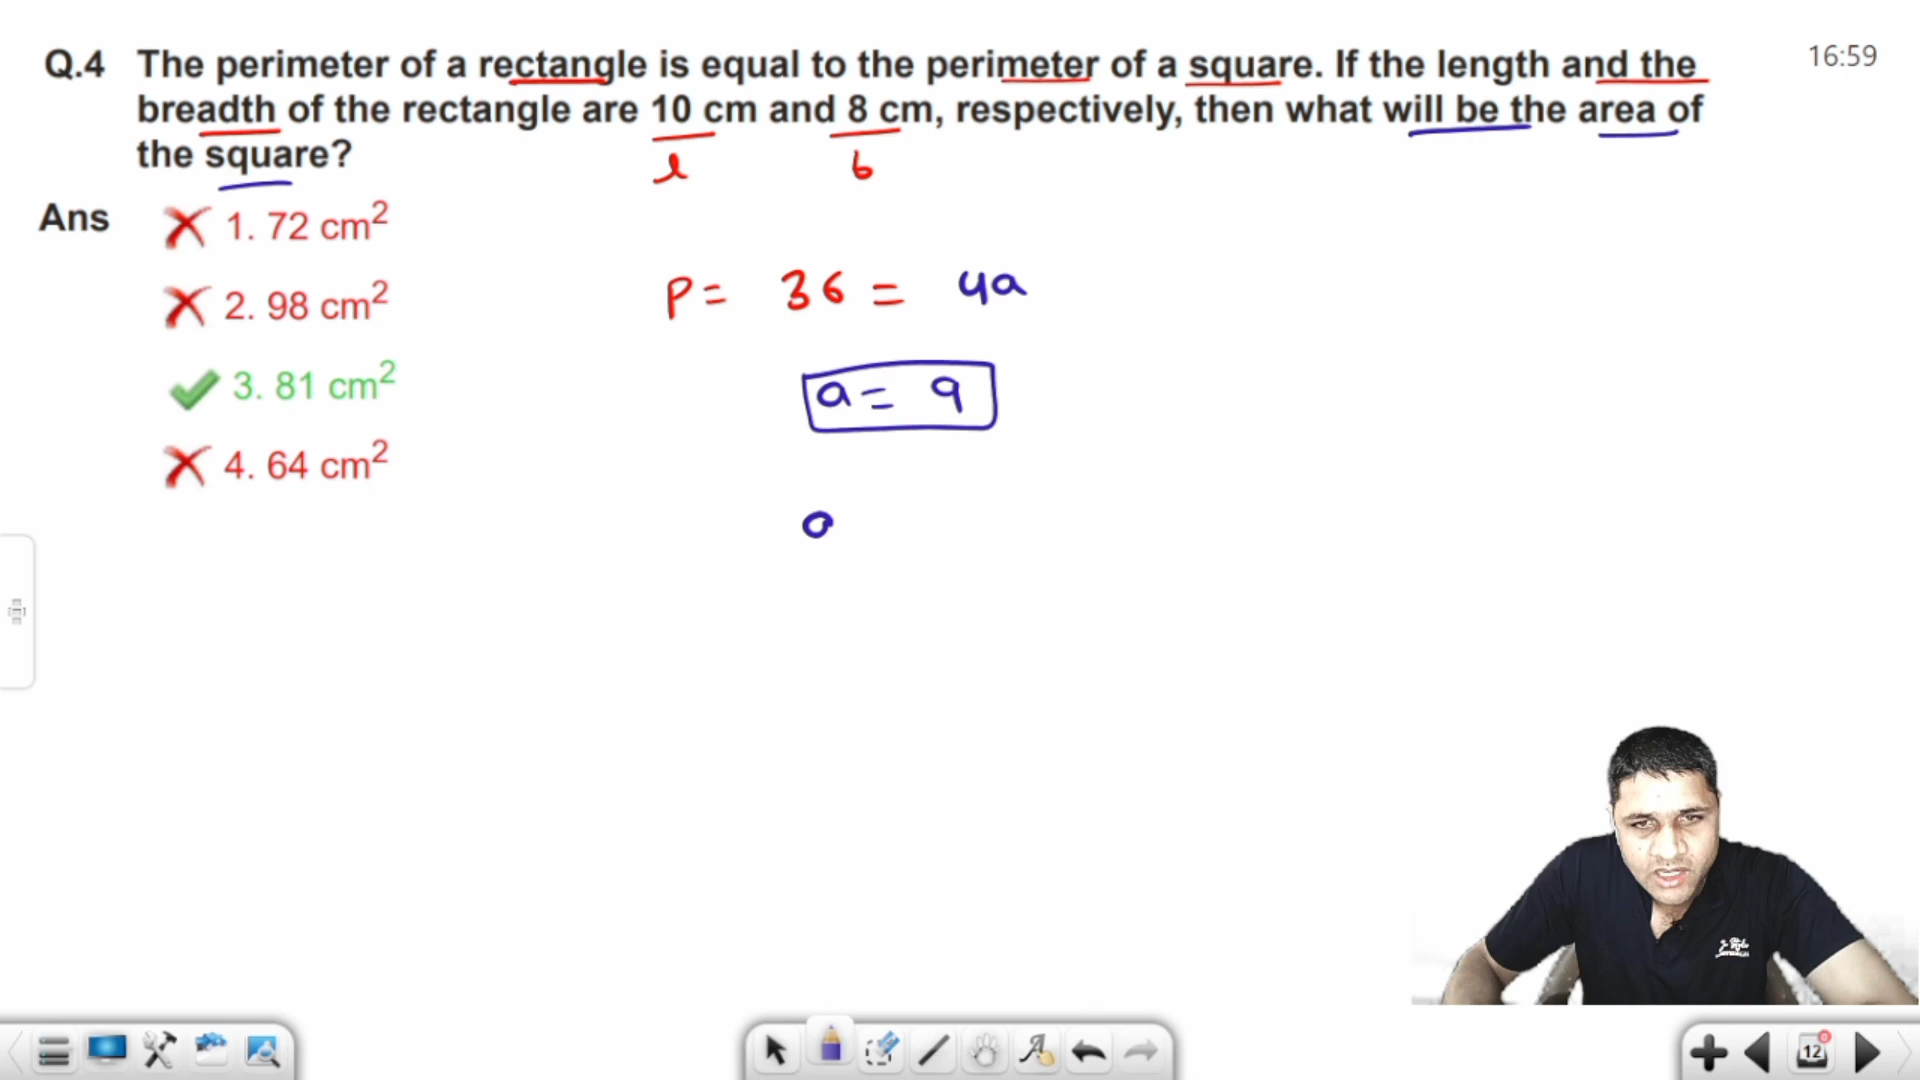 Q.4 The perimeter of a rectangle is equal to the perimeter of a square. If the length and the
breadth of the rectangle are 10 cm and 8 cm, respectively, then what will be the area of
the square?
16:59
l b
Ans
1. 72 cm²
2. 98 cm²
3. 81 cm²
4. 64 cm²
P = 36 = 4a
a = 9
a
12
0